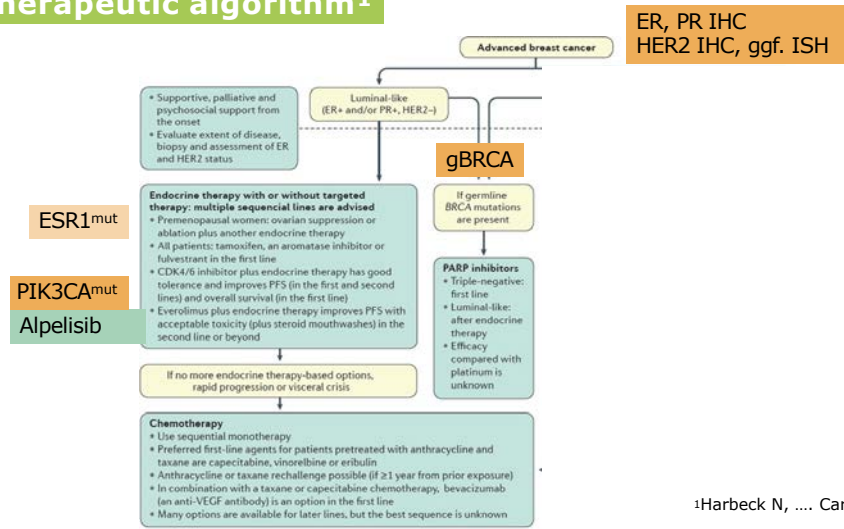 herapeutic algorithm¹
ER, PR IHC
HER2 IHC, ggf. ISH
Advanced breast cancer
• Supportive, palliative and
psychosocial support from
the onset
• Evaluate extent of disease,
biopsy and assessment of ER
and HER2 status
Luminal-like
(ER+ and/or PR+, HER2–)
gBRCA
If germline
BRCA mutations
are present
ESR1mut
PIK3CAmut
Alpelisib
Endocrine therapy with or without targeted
therapy: multiple sequencial lines are advised
• Premenopausal women: ovarian suppression or
ablation plus another endocrine therapy
• All patients: tamoxifen, an aromatase inhibitor or
fulvestrant in the first line
• CDK4/6 inhibitor plus endocrine therapy has good
tolerance and improves PFS (in the first and second
lines) and overall survival (in the first line)
• Everolimus plus endocrine therapy improves PFS with
acceptable toxicity (plus steroid mouthwashes) in the
second line or beyond
PARP inhibitors
• Triple-negative:
first line
• Luminal-like:
after endocrine
therapy
• Efficacy
compared with
platinum is
unknown
If no more endocrine therapy-based options,
rapid progression or visceral crisis
Chemotherapy
• Use sequential monotherapy
• Preferred first-line agents for patients pretreated with anthracycline and
taxane are capecitabine, vinorelbine or eribulin
• Anthracycline or taxane rechallenge possible (if ≥1 year from prior exposure)
• In combination with a taxane or capecitabine chemotherapy, bevacizumab
(an anti-VEGF antibody) is an option in the first line
• Many options are available for later lines, but the best sequence is unknown
¹Harbeck N, .... Car